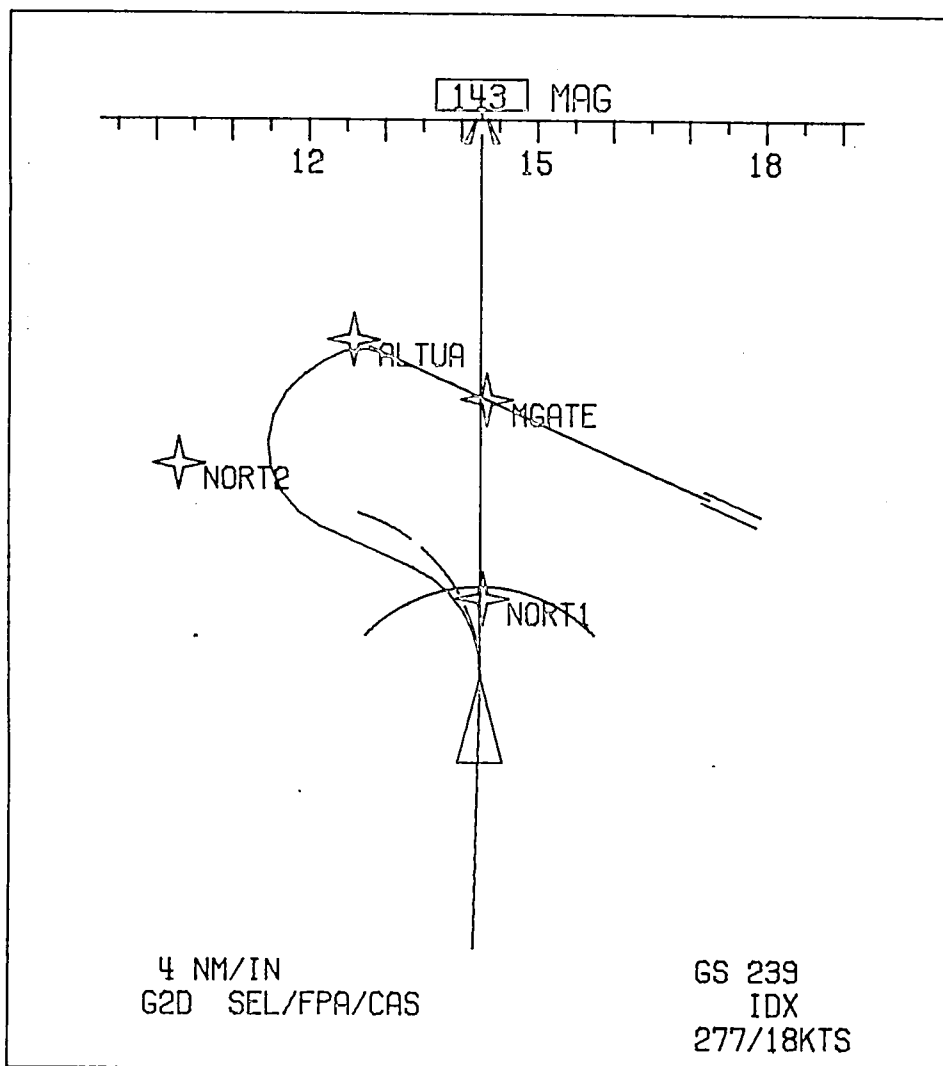 143 MAG
12 15 18
ALTUA
MGATE
NORT2
NORT1
4 NM/IN
G2D SEL/FPA/CAS
GS 239
IDX
277/18KTS